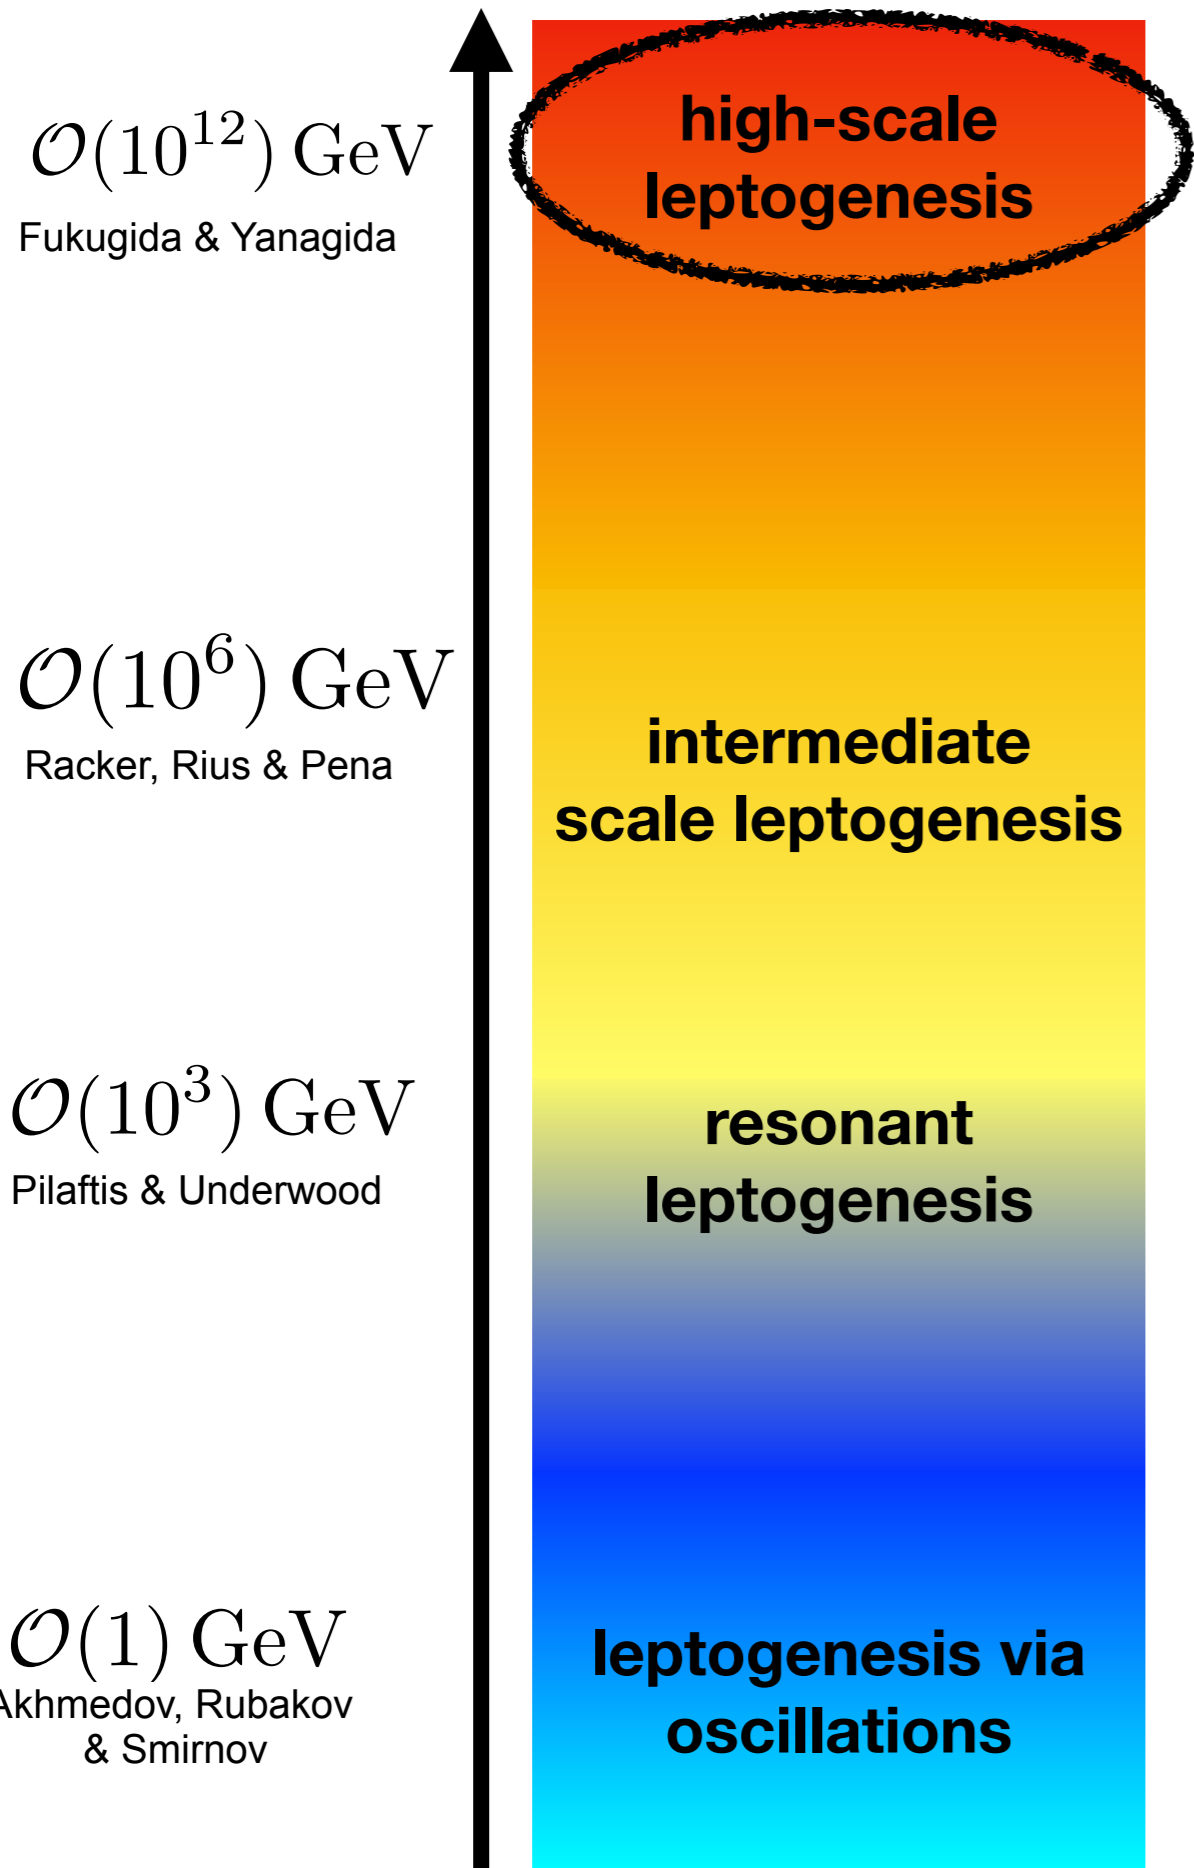 𝒪(10¹²) GeV
Fukugida & Yanagida
high-scale
leptogenesis
𝒪(10⁶) GeV
Racker, Rius & Pena
intermediate
scale leptogenesis
𝒪(10³) GeV
Pilaftis & Underwood
resonant
leptogenesis
𝒪(1) GeV
Akhmedov, Rubakov
& Smirnov
leptogenesis via
oscillations